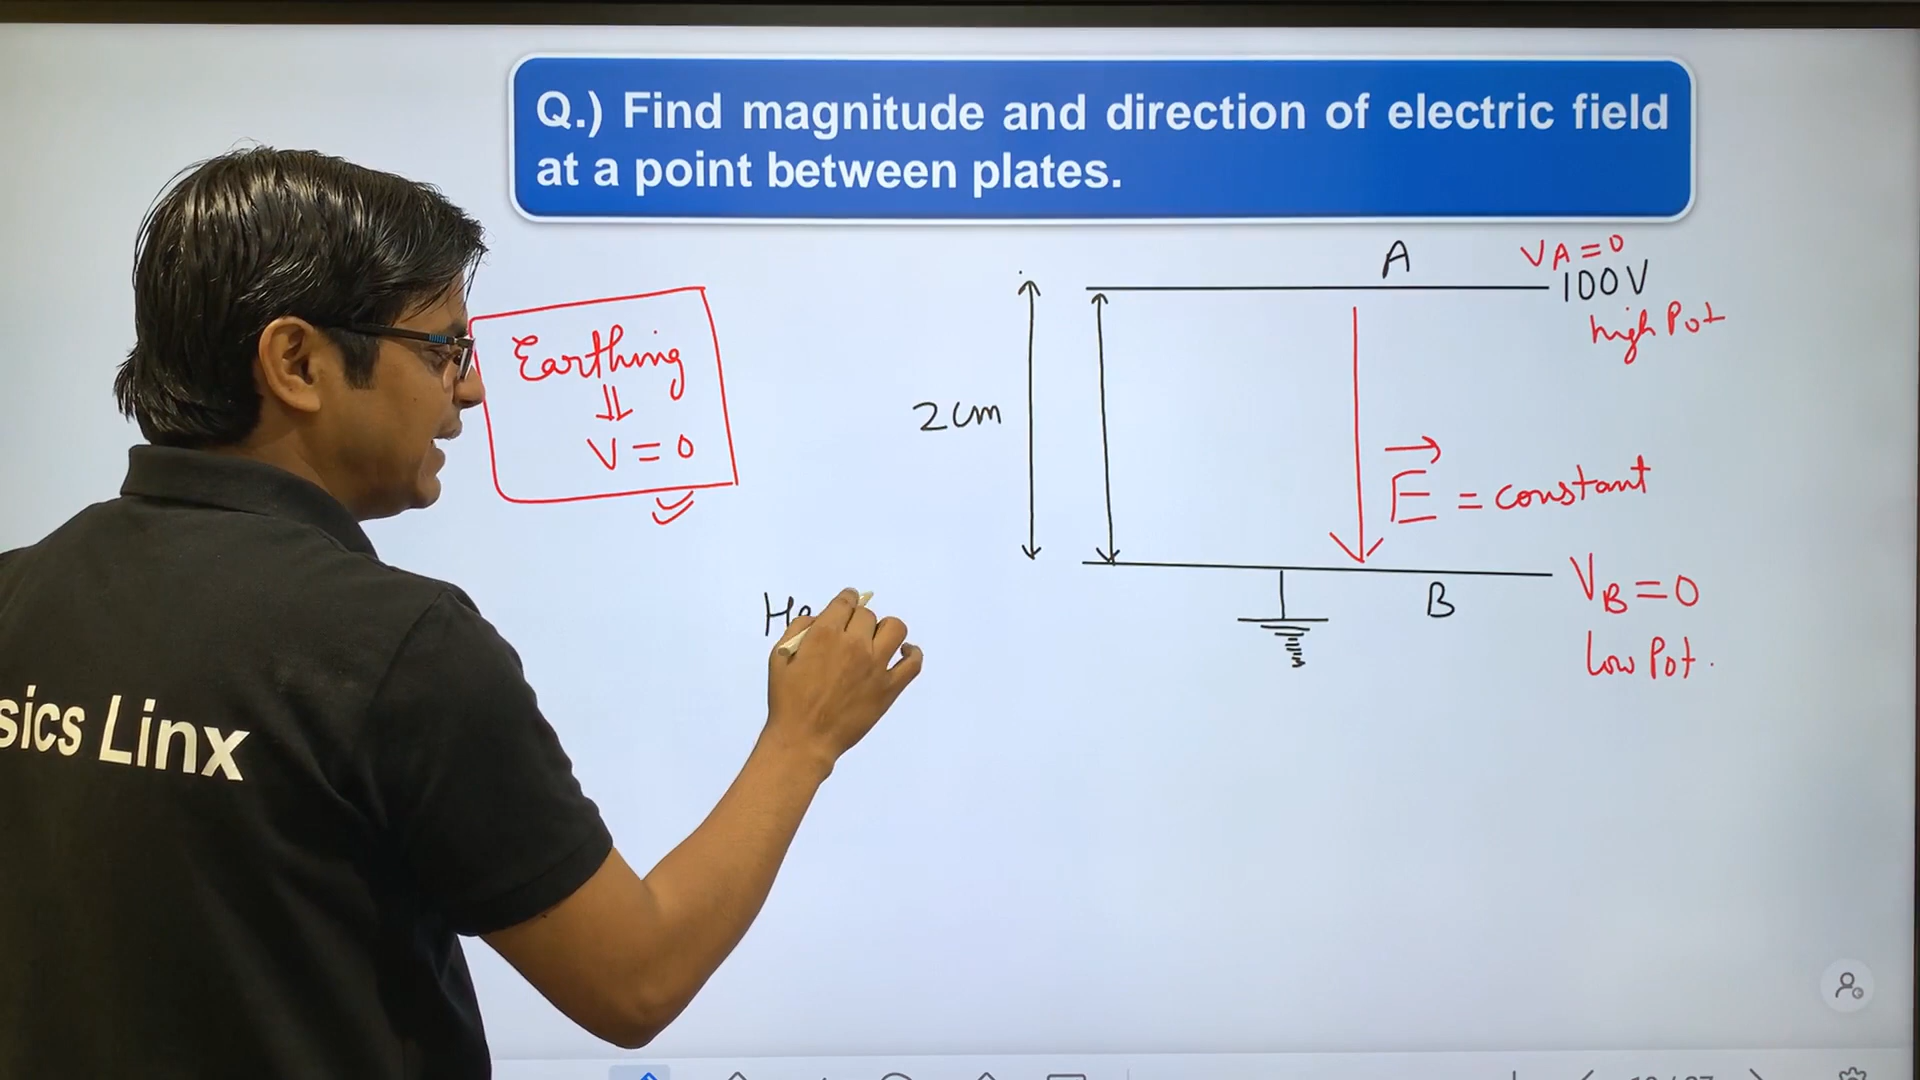 Q.) Find magnitude and direction of electric field
at a point between plates.
A
VA=0
100V
high Pot
Earthing
⇓
V=0
2cm
E = constant
VB=0
B
Low Pot.
He
sics Linx